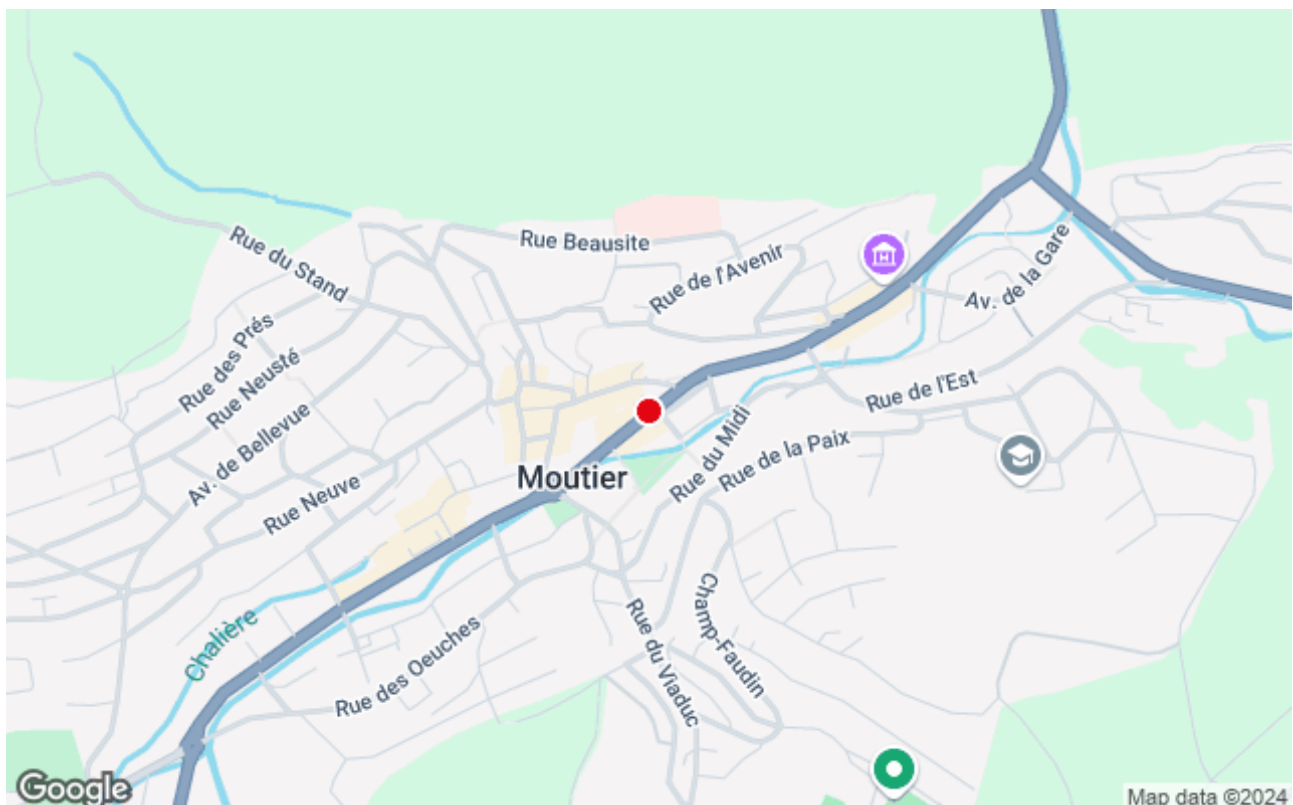 Rue Beausite
Rue du Stand
Rue de l'Avenir
Av. de la Gare
Rue des Prés
Rue Neusté
Av. de Bellevue
Rue Neuve
Rue de l'Est
Rue du Midi
Rue de la Paix
Moutier
Chalière
Rue des Oeuches
Rue du Viaduc
Champ-Faudin
Google
Map data ©2024